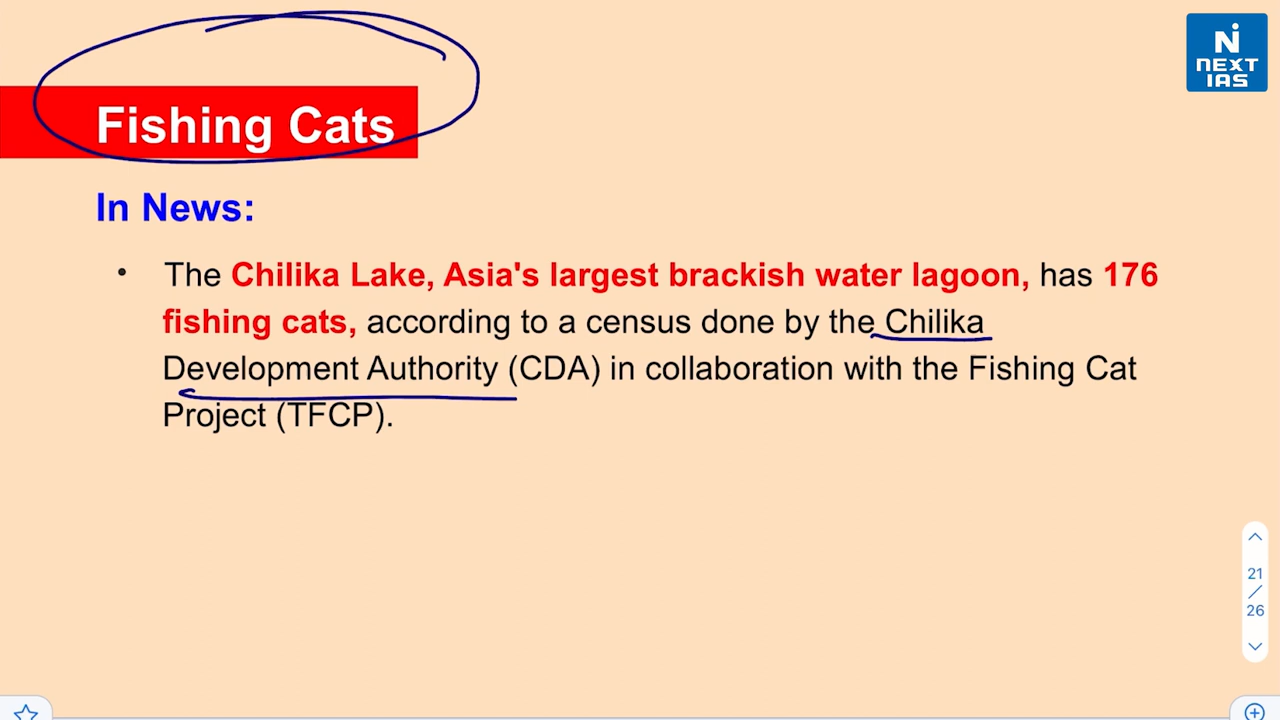 NEXT
IAS
Fishing Cats
In News:
• The Chilika Lake, Asia's largest brackish water lagoon, has 176
fishing cats, according to a census done by the Chilika
Development Authority (CDA) in collaboration with the Fishing Cat
Project (TFCP).
21
/
26